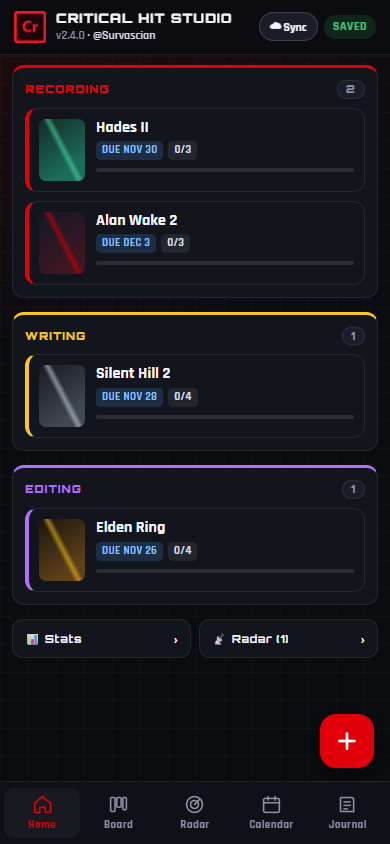 Cr
CRITICAL HIT STUDIO
v2.4.0 · @Survascian
Sync
SAVED
RECORDING
2
Hades II
DUE NOV 30
0/3
Alan Wake 2
DUE DEC 3
0/3
WRITING
1
Silent Hill 2
DUE NOV 28
0/4
EDITING
1
Elden Ring
DUE NOV 26
0/4
Stats ›
Radar (1) ›
+
Home
Board
Radar
Calendar
Journal